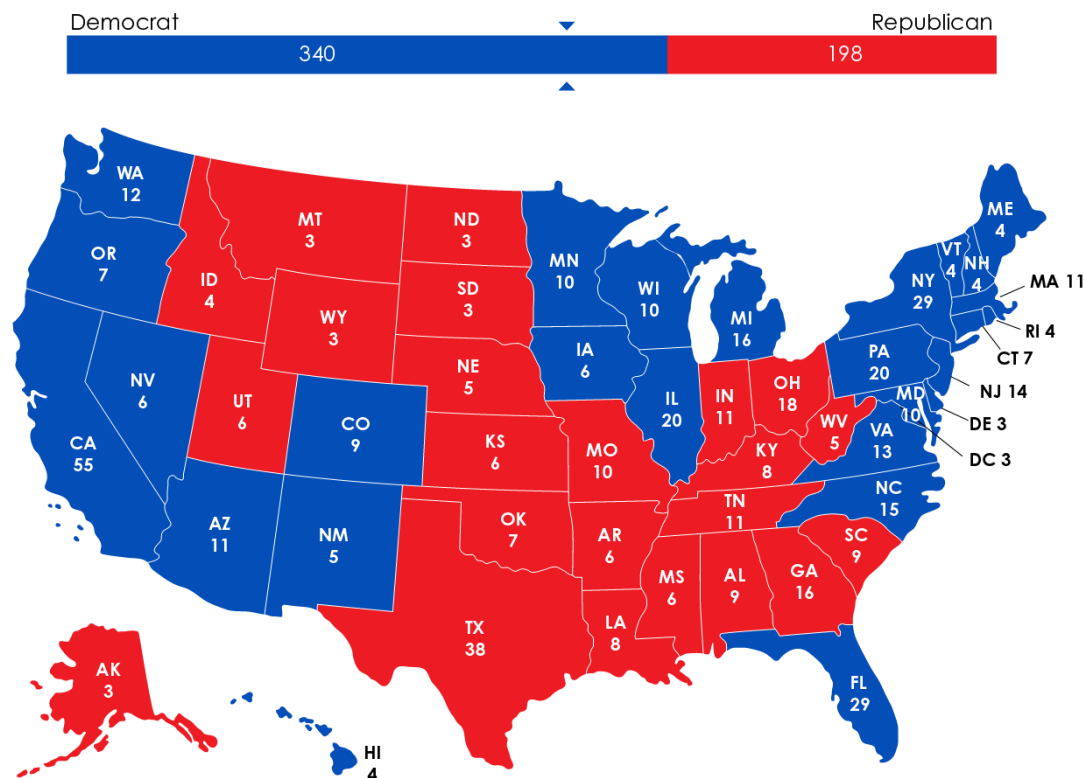 Democrat
Republican
340
198
WA
12
OR
7
CA
55
NV
6
ID
4
MT
3
WY
3
UT
6
AZ
11
CO
9
NM
5
ND
3
SD
3
NE
5
KS
6
OK
7
TX
38
MN
10
IA
6
MO
10
AR
6
LA
8
WI
10
IL
20
MI
16
IN
11
OH
18
KY
8
TN
11
MS
6
AL
9
GA
16
FL
29
SC
9
NC
15
VA
13
WV
5
MD
10
PA
20
NY
29
VT
4
NH
4
ME
4
MA 11
RI 4
CT 7
NJ 14
DE 3
DC 3
AK
3
HI
4